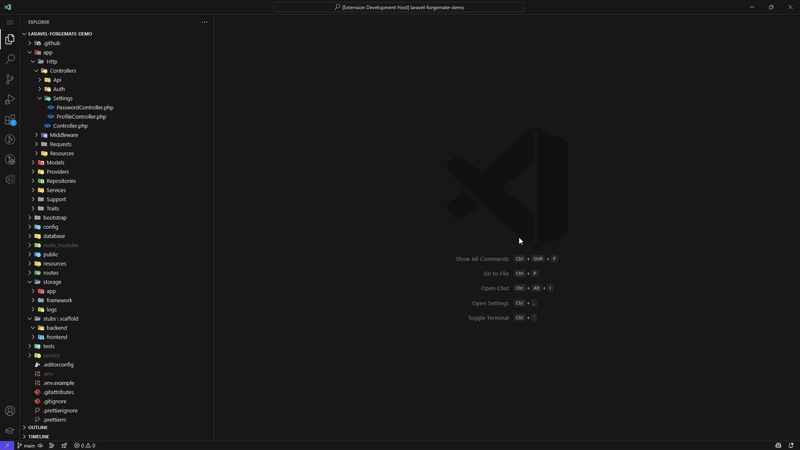 [Extension Development Host] laravel-forgemate-demo
EXPLORER
LARAVEL-FORGEMATE-DEMO
.github
app
Http
Controllers
Api
Auth
Settings
PasswordController.php
ProfileController.php
Controller.php
Middleware
Requests
Resources
Models
Providers
Repositories
Services
Support
Traits
bootstrap
config
database
node_modules
public
resources
routes
storage
app
framework
logs
stubs \ scaffold
backend
frontend
tests
vendor
.editorconfig
.env
.env.example
.gitattributes
.gitignore
.prettierignore
.prettierrc
OUTLINE
TIMELINE
Show All Commands Ctrl + Shift + P
Go to File Ctrl + P
Open Chat Ctrl + Alt + I
Open Settings Ctrl + ,
Toggle Terminal Ctrl + `
main 0 0